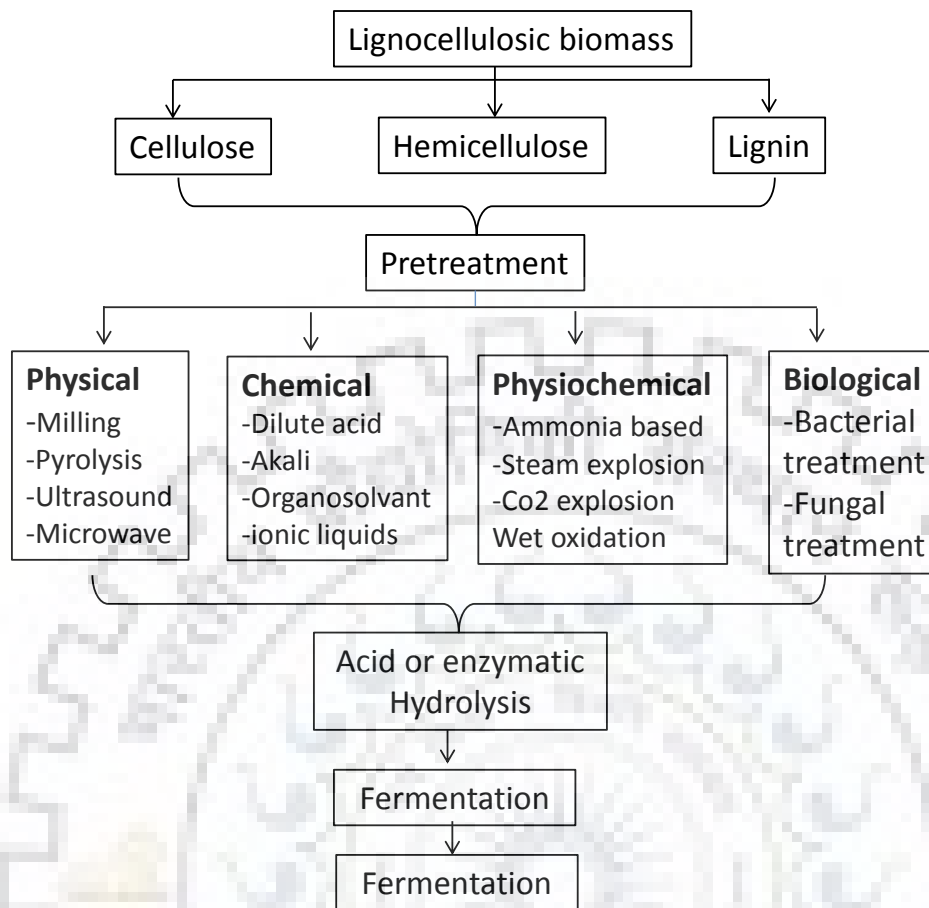 Lignocellulosic biomass
Cellulose
Hemicellulose
Lignin
Pretreatment
Physical
-Milling
-Pyrolysis
-Ultrasound
-Microwave
Chemical
-Dilute acid
-Akali
-Organosolvant
-ionic liquids
Physiochemical
-Ammonia based
-Steam explosion
-Co2 explosion
Wet oxidation
Biological
-Bacterial
treatment
-Fungal
treatment
Acid or enzymatic
Hydrolysis
Fermentation
Fermentation